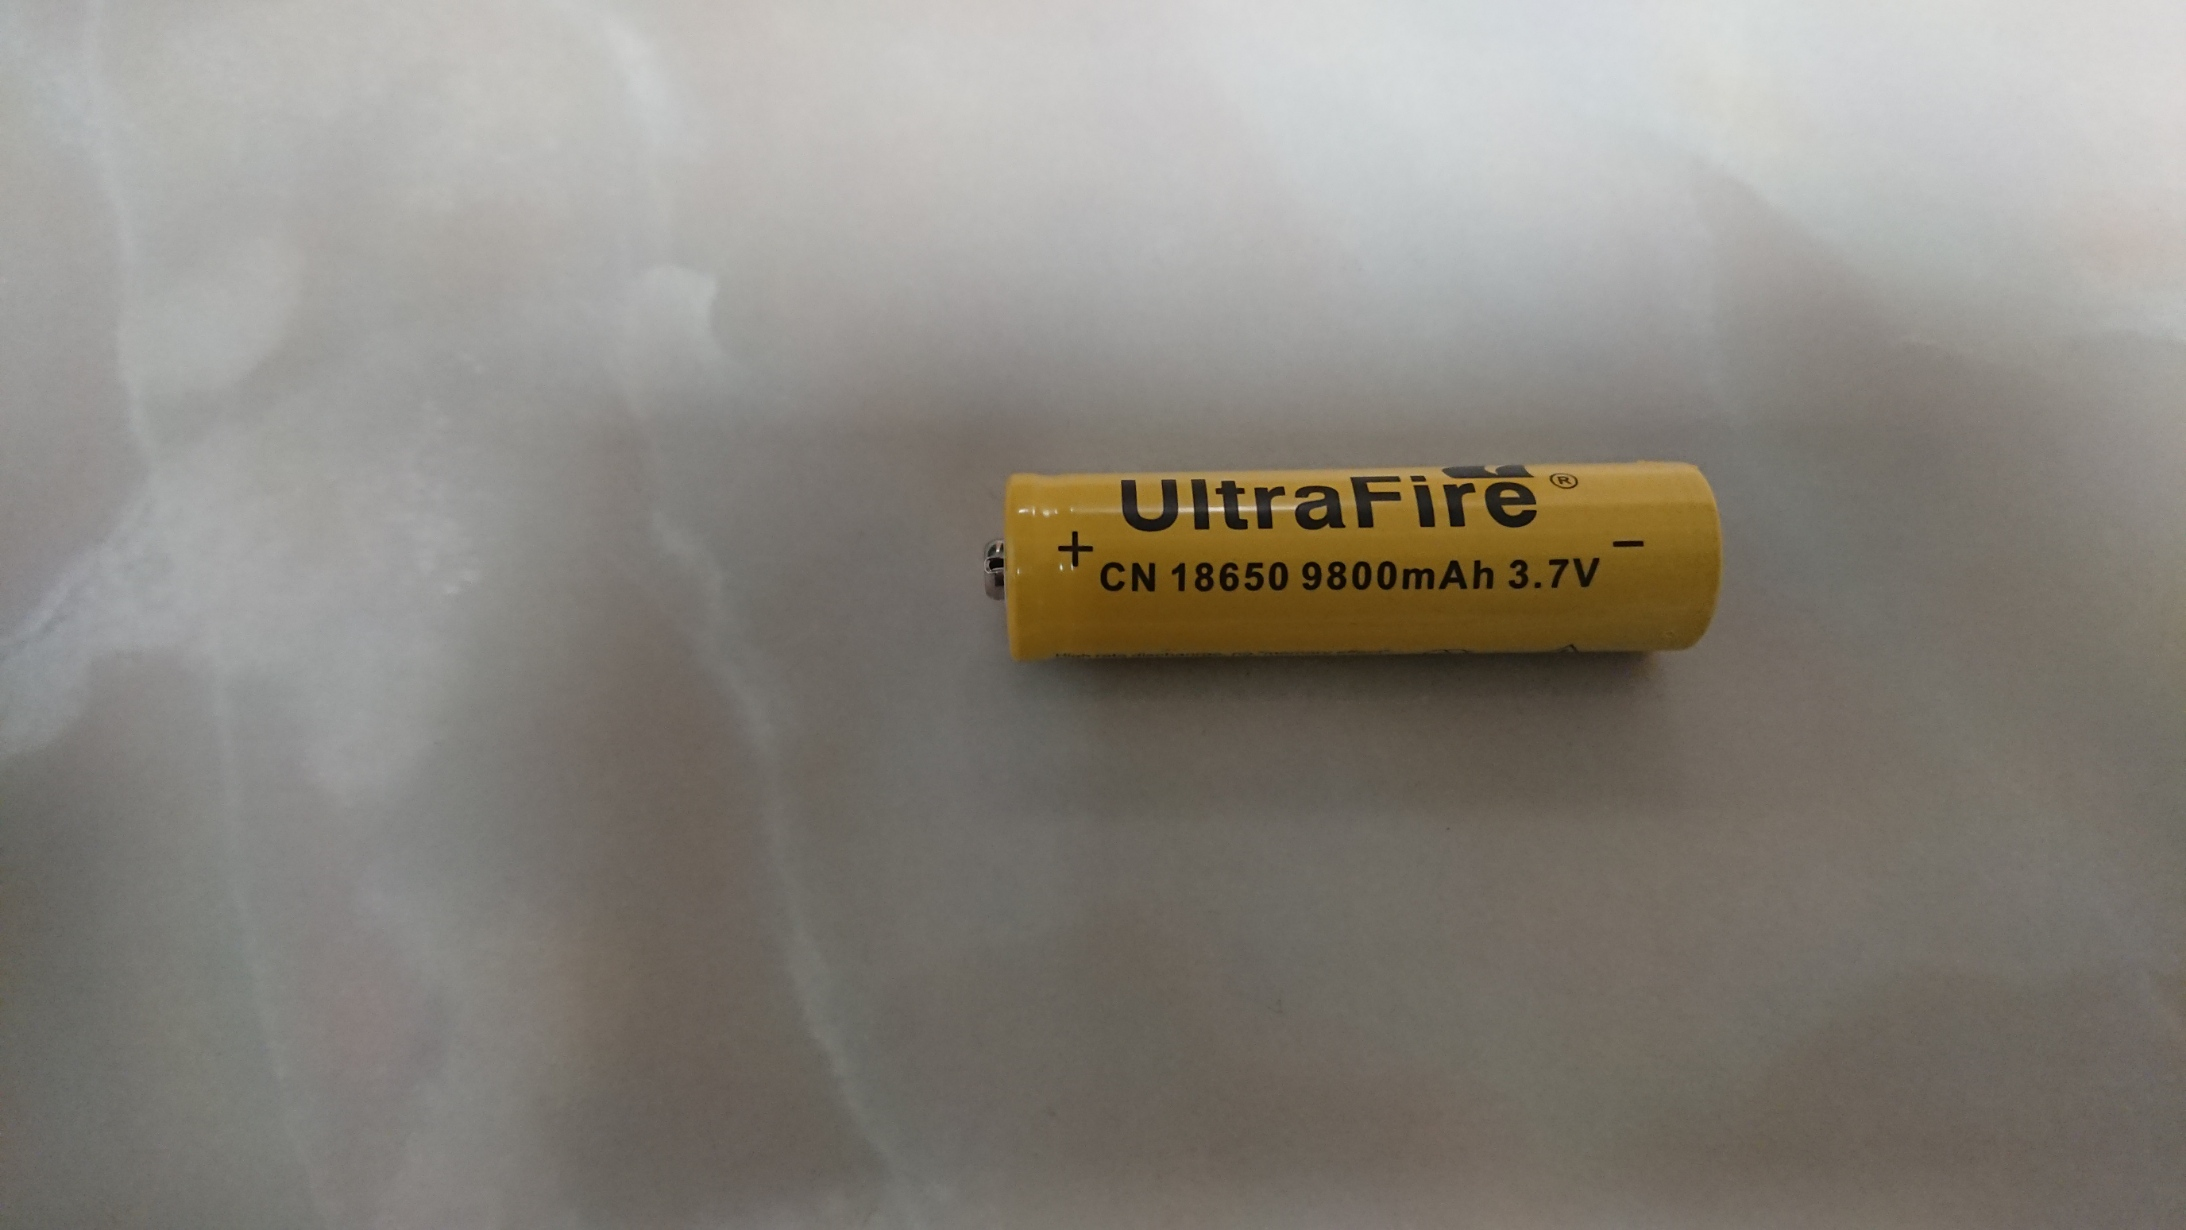 UltraFire®
+ CN 18650 9800mAh 3.7V −